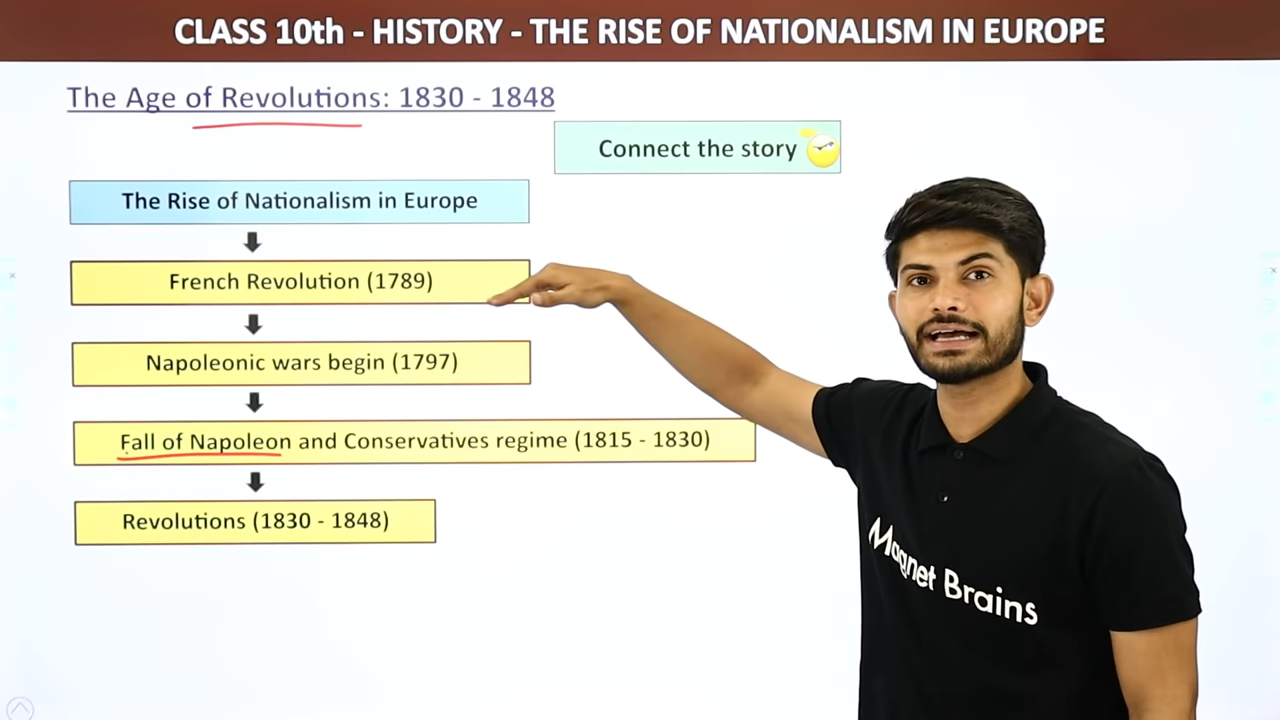 CLASS 10th - HISTORY - THE RISE OF NATIONALISM IN EUROPE
The Age of Revolutions: 1830 - 1848
Connect the story
The Rise of Nationalism in Europe
French Revolution (1789)
Napoleonic wars begin (1797)
Fall of Napoleon and Conservatives regime (1815 - 1830)
Revolutions (1830 - 1848)
Magnet Brains